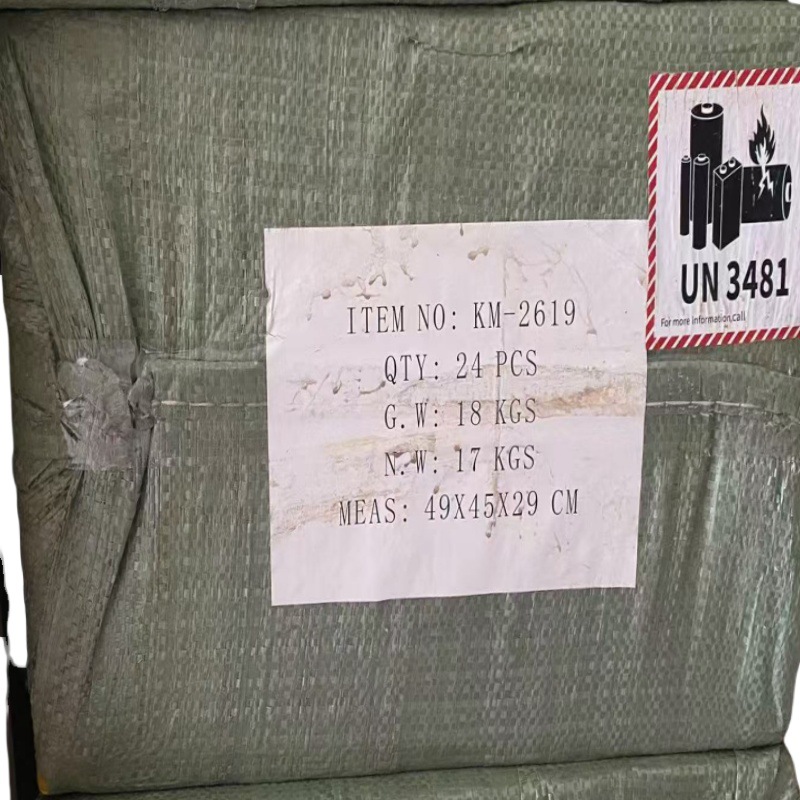 ITEM NO: KM-2619
QTY: 24 PCS
G.W: 18 KGS
N.W: 17 KGS
MEAS: 49X45X29 CM
UN 3481
For more information,call